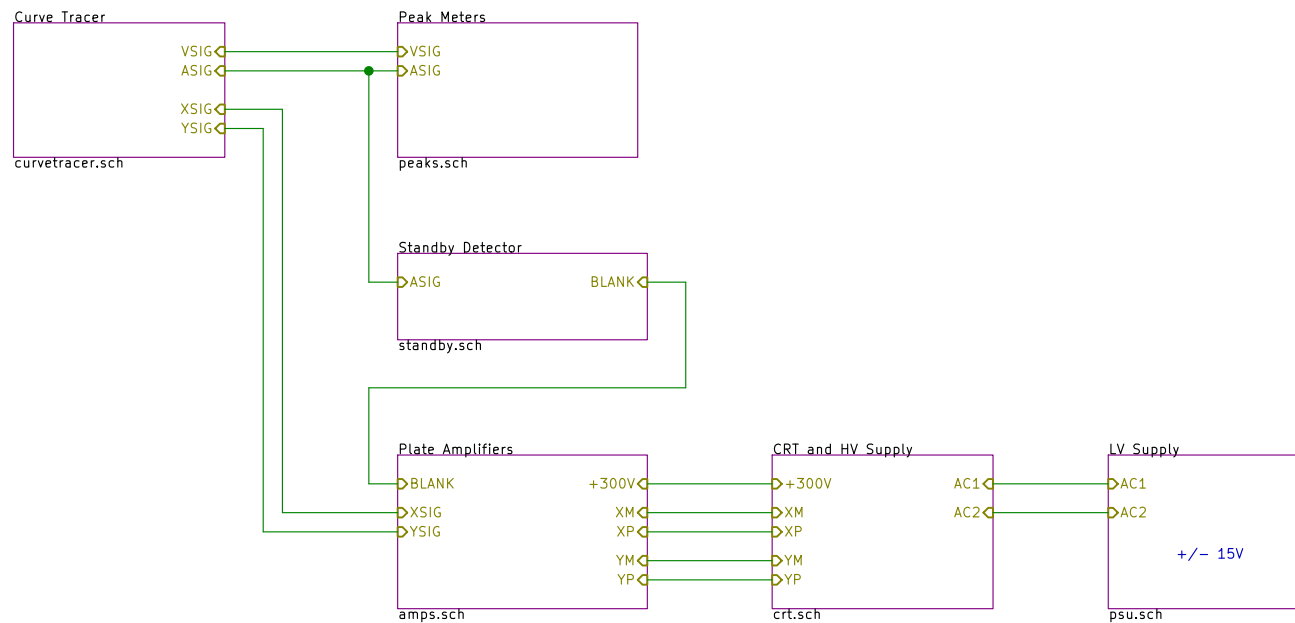 Curve Tracer
VSIG
ASIG
XSIG
YSIG
curvetracer.sch
Peak Meters
VSIG
ASIG
peaks.sch
Standby Detector
ASIG
BLANK
standby.sch
Plate Amplifiers
BLANK
XSIG
YSIG
+300V
XM
XP
YM
YP
amps.sch
CRT and HV Supply
+300V
XM
XP
YM
YP
AC1
AC2
crt.sch
LV Supply
AC1
AC2
+/- 15V
psu.sch